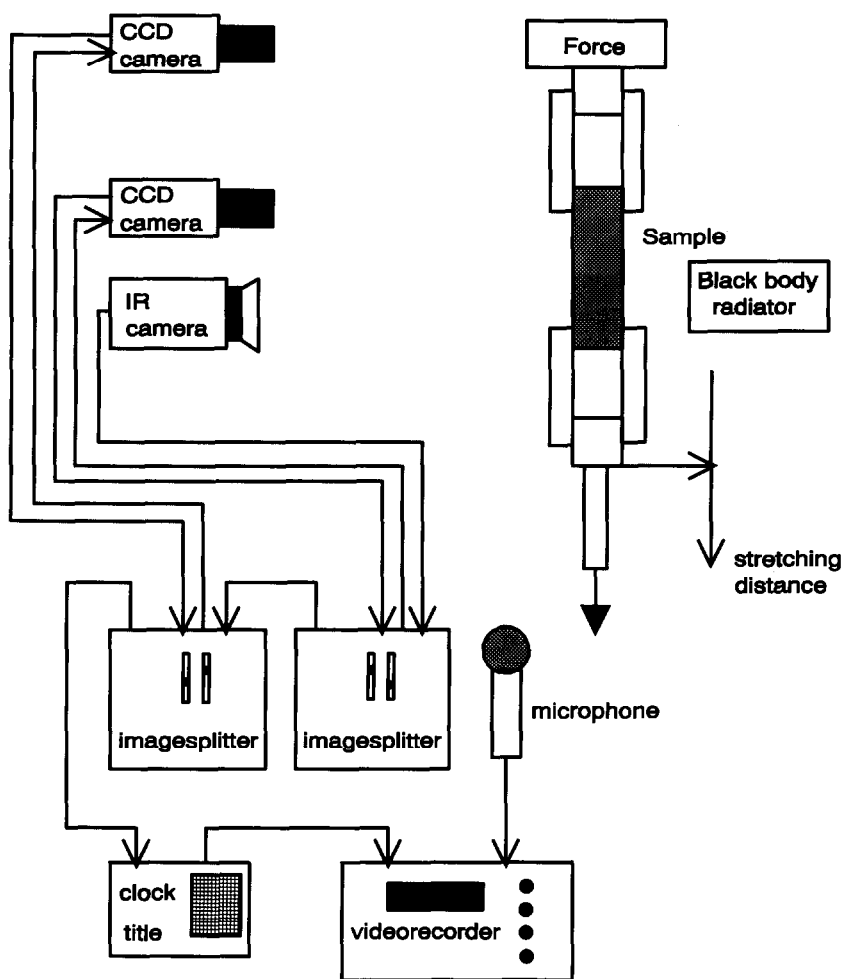 CCD
camera
Force
CCD
camera
Sample
Black body
radiator
IR
camera
stretching
distance
microphone
imagesplitter
imagesplitter
clock
title
videorecorder